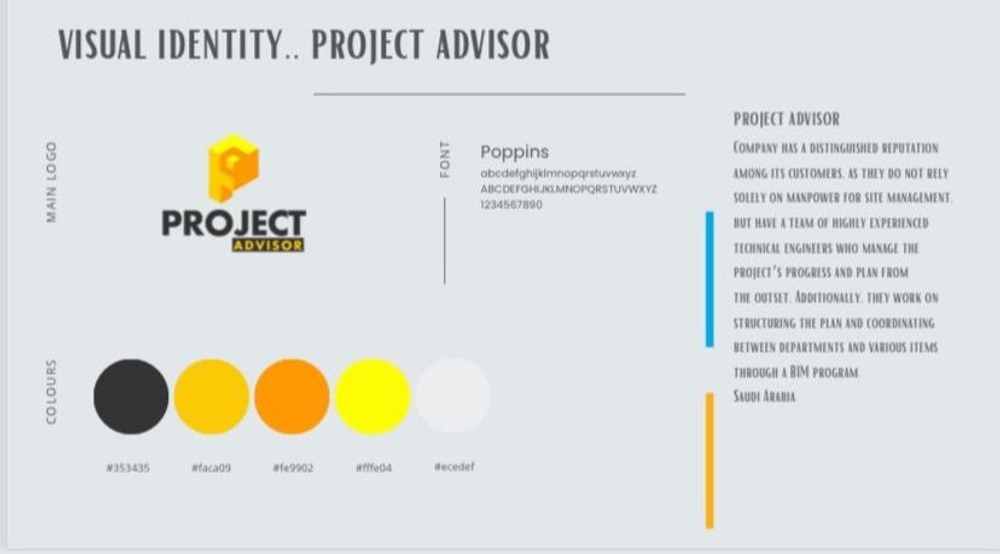 VISUAL IDENTITY.. PROJECT ADVISOR
MAIN LOGO
PROJECT
ADVISOR
FONT
Poppins
abcdefghijklmnopqrstuvwxyz
ABCDEFGHIJKLMNOPQRSTUVWXYZ
1234567890
COLOURS
#353435
#faca09
#fe9902
#fffe04
#ecedef
PROJECT ADVISOR
COMPANY HAS A DISTINGUISHED REPUTATION
AMONG ITS CUSTOMERS, AS THEY DO NOT RELY
SOLELY ON MANPOWER FOR SITE MANAGEMENT,
BUT HAVE A TEAM OF HIGHLY EXPERIENCED
TECHNICAL ENGINEERS WHO MANAGE THE
PROJECT'S PROGRESS AND PLAN FROM
THE OUTSET. ADDITIONALLY, THEY WORK ON
STRUCTURING THE PLAN AND COORDINATING
BETWEEN DEPARTMENTS AND VARIOUS ITEMS
THROUGH A BIM PROGRAM.
SAUDI ARABIA